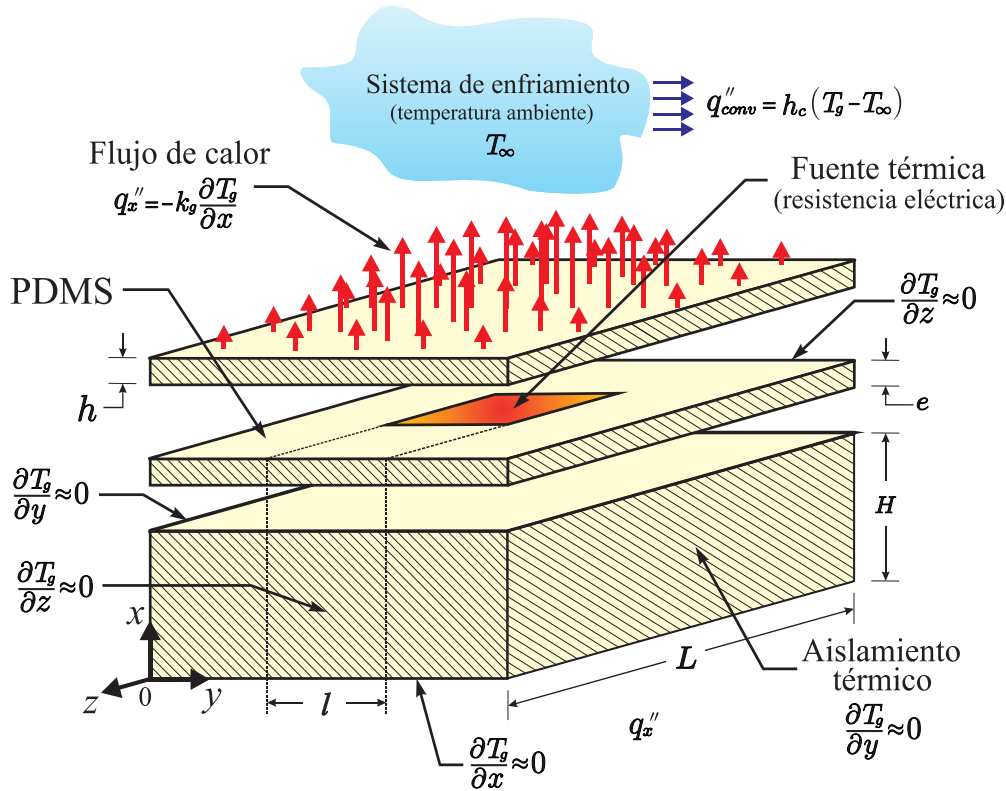 Sistema de enfriamiento
(temperatura ambiente)
T∞
q''conv = hc (Tg − T∞)
Flujo de calor
q''x = −kg ∂Tg/∂x
Fuente térmica
(resistencia eléctrica)
PDMS
∂Tg/∂z ≈ 0
h
e
∂Tg/∂y ≈ 0
H
∂Tg/∂z ≈ 0
x
z
0
y
l
L
Aislamiento
térmico
∂Tg/∂y ≈ 0
q''x
∂Tg/∂x ≈ 0